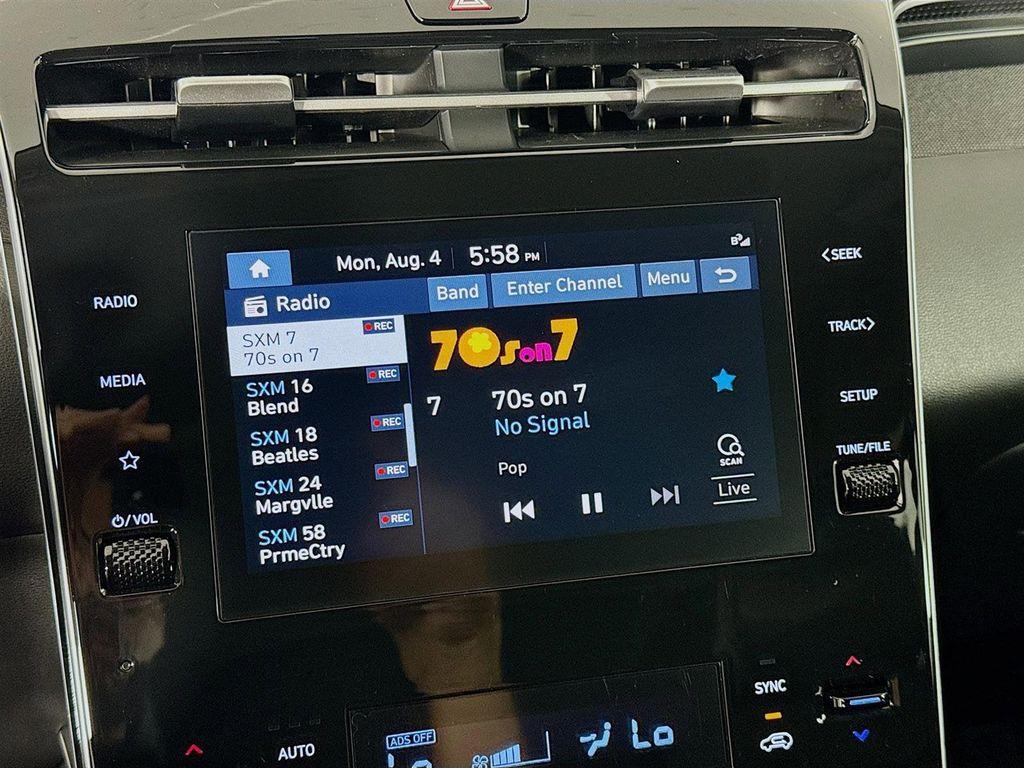 Mon, Aug. 4 5:58 PM
Radio Band Enter Channel Menu
<SEEK
RADIO
TRACK>
MEDIA
SETUP
TUNE/FILE
/VOL
SXM 7 REC
70s on 7
SXM 16 REC
Blend
SXM 18 REC
Beatles
SXM 24 REC
Margvlle
SXM 58 REC
PrmeCtry
70s on 7
7 70s on 7
No Signal
Pop
SCAN
Live
SYNC
AUTO
ADS OFF
Lo
Lo